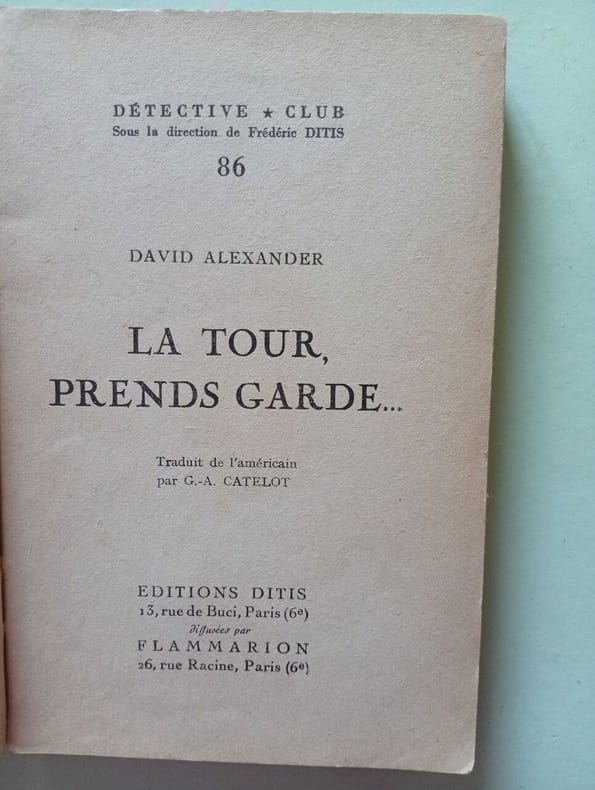 DÉTECTIVE ★ CLUB
Sous la direction de Frédéric DITIS
86
DAVID ALEXANDER
LA TOUR,
PRENDS GARDE...
Traduit de l'américain
par G.-A. CATELOT
EDITIONS DITIS
13, rue de Buci, Paris (6e)
diffusées par
FLAMMARION
26, rue Racine, Paris (6e)